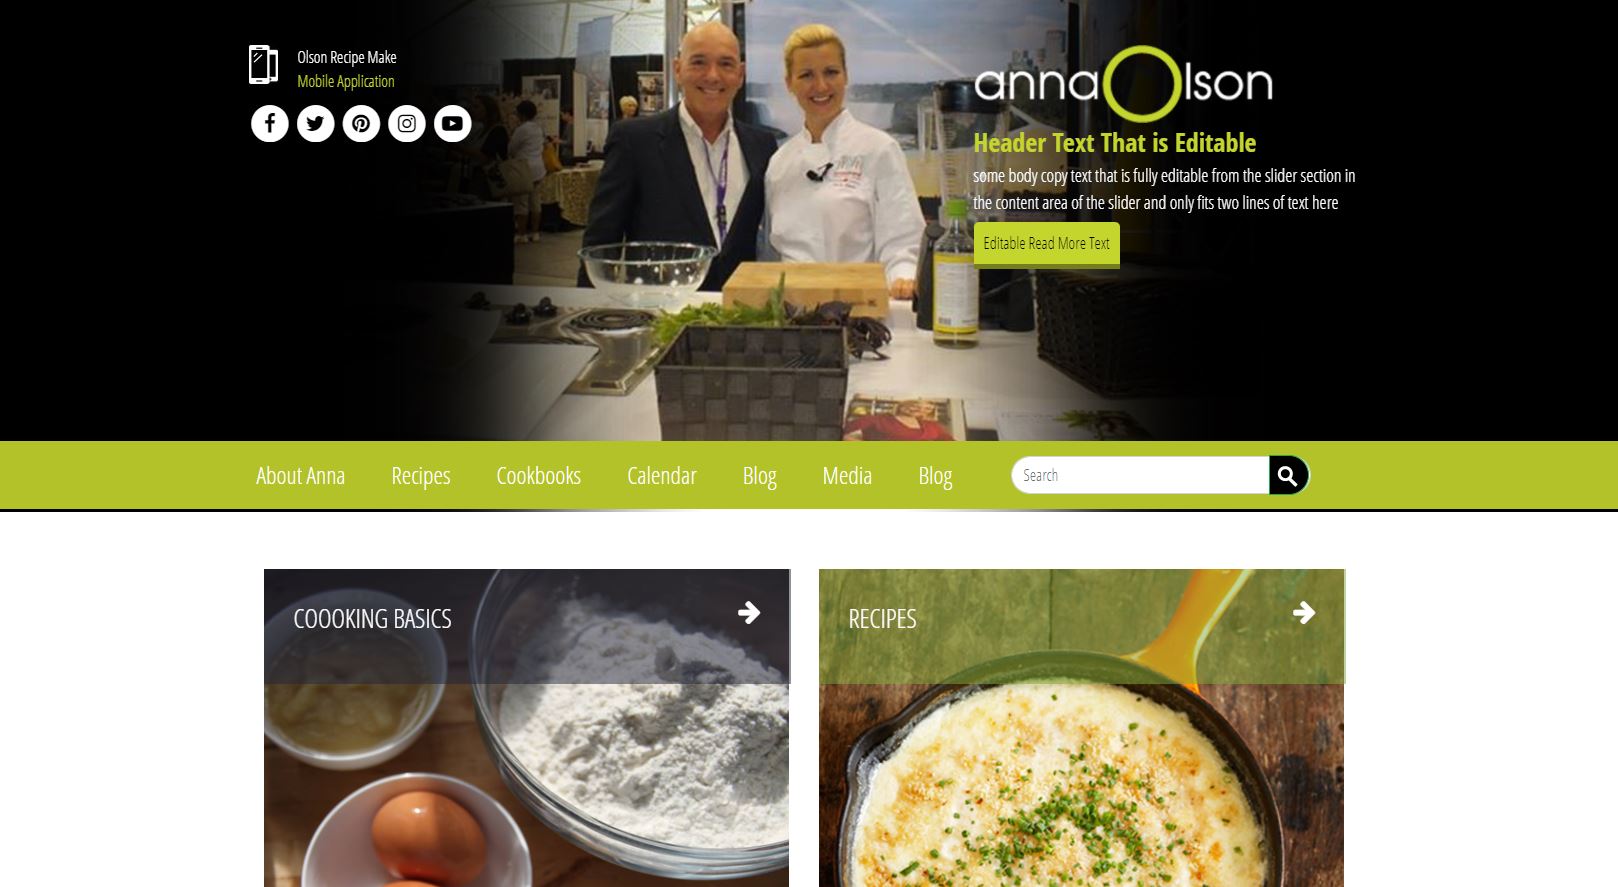 Olson Recipe Make
Mobile Application
annaOlson
Header Text That is Editable
some body copy text that is fully editable from the slider section in
the content area of the slider and only fits two lines of text here
Editable Read More Text
About Anna Recipes Cookbooks Calendar Blog Media Blog Search
COOOKING BASICS
RECIPES